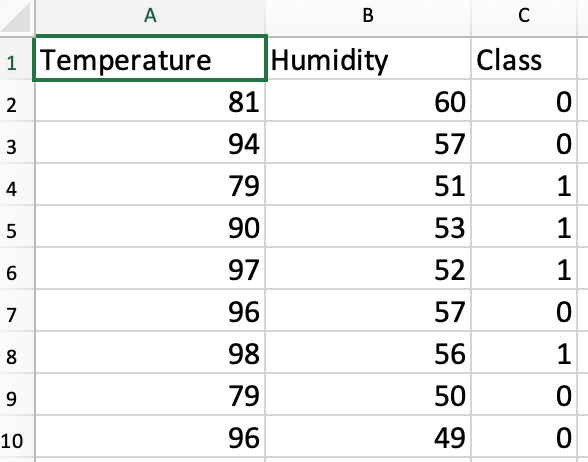 A B C
1 Temperature Humidity Class
2 81 60 0
3 94 57 0
4 79 51 1
5 90 53 1
6 97 52 1
7 96 57 0
8 98 56 1
9 79 50 0
10 96 49 0